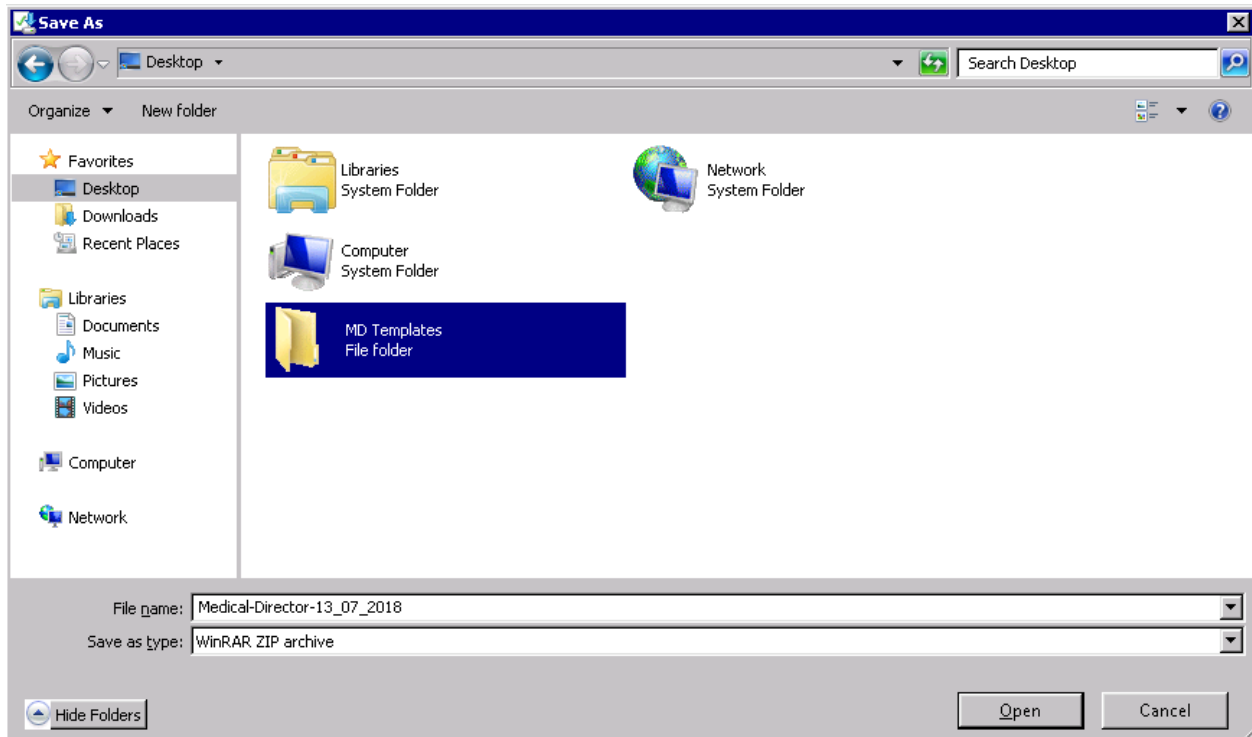 Save As
Desktop
Search Desktop
Organize
New folder
Favorites
Desktop
Downloads
Recent Places
Libraries
Documents
Music
Pictures
Videos
Computer
Network
Libraries
System Folder
Network
System Folder
Computer
System Folder
MD Templates
File folder
File name: Medical-Director-13_07_2018
Save as type: WinRAR ZIP archive
Hide Folders
Open
Cancel